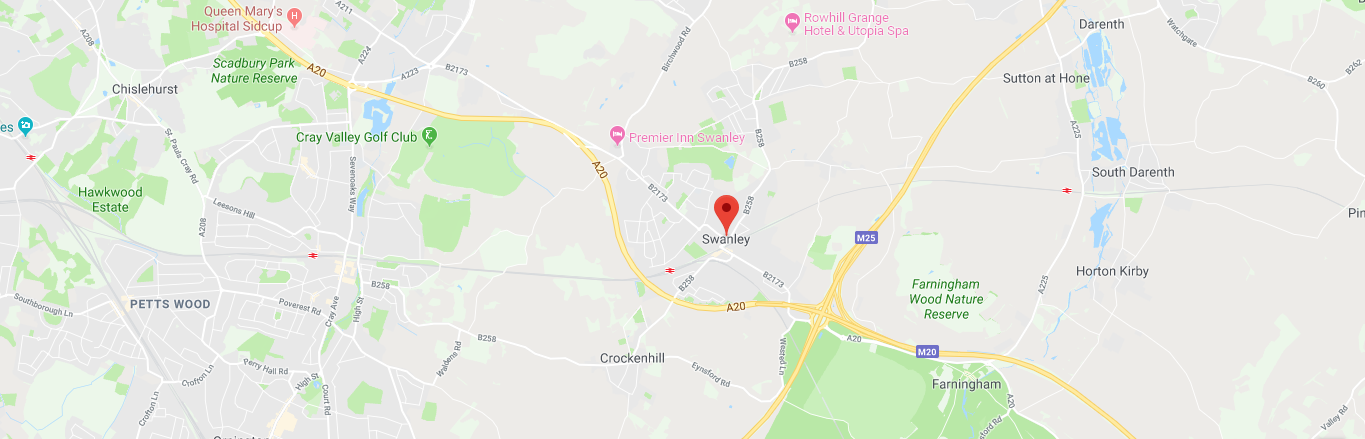 Queen Mary's
Hospital Sidcup
Rowhill Grange
Hotel & Utopia Spa
Darenth
Watchgate
A208
A224
Birchwood Rd
B258
B262
Scadbury Park
Nature Reserve
A20
A223
B2173
Sutton at Hone
B260
Chislehurst
es
Cray Valley Golf Club
Premier Inn Swanley
B258
A225
St. Pauls Cray Rd
A20
South Darenth
Hawkwood
Estate
Sevenoaks Way
B2173
B258
Leesons Hill
A208
Pin
Swanley
M25
B258
B2173
Horton Kirby
A225
B258
Farningham
Wood Nature
Reserve
Southborough Ln
PETTS WOOD
Poverest Rd
Cray Ave
High St
A20
B258
A20
M20
Crockenhill
Wested Ln
Waldens Rd
Perry Hall Rd
Eynsford Rd
Crofton Ln
High St
Farningham
Crofton Ln
Court Rd
A20
sford Rd